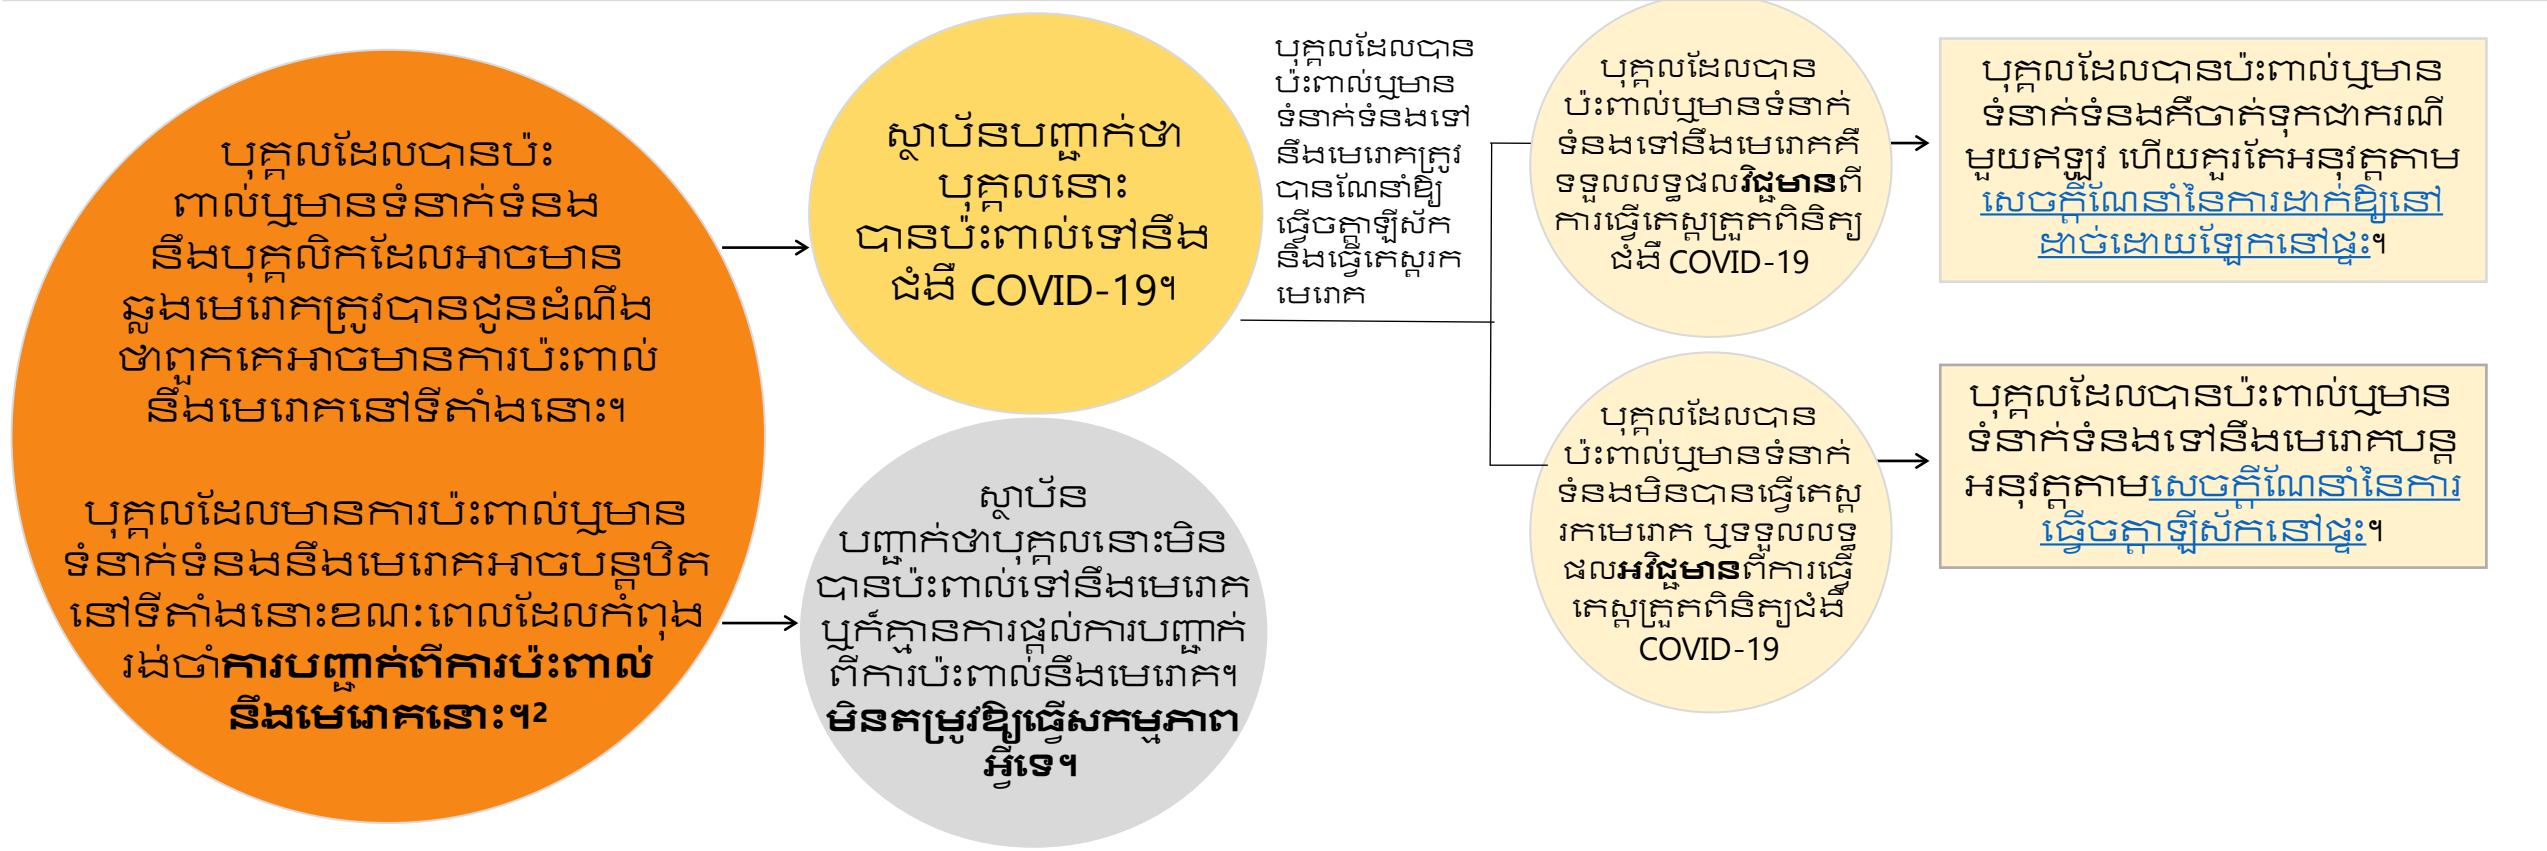 បុគ្គលដែលបានប៉ះ
ពាល់ឬមានទំនាក់ទំនង
នឹងបុគ្គលិកដែលអាចមាន
ឆ្លងមេរោគត្រូវបានជូនដំណឹង
ថាពួកគេអាចមានការប៉ះពាល់
នឹងមេរោគនៅទីតាំងនោះ។
បុគ្គលដែលមានការប៉ះពាល់ឬមាន
ទំនាក់ទំនងនឹងមេរោគអាចបន្តឋិត
នៅទីតាំងនោះខណៈពេលដែលកំពុង
រង់ចាំការបញ្ជាក់ពីការប៉ះពាល់
នឹងមេរោគនោះ។2
ស្ថាប័នបញ្ជាក់ថា
បុគ្គលនោះ
បានប៉ះពាល់ទៅនឹង
ជំងឺ COVID-19។
ស្ថាប័ន
បញ្ជាក់ថាបុគ្គលនោះមិន
បានប៉ះពាល់ទៅនឹងមេរោគ
ឬក៏គ្មានការផ្តល់ការបញ្ជាក់
ពីការប៉ះពាល់នឹងមេរោគ។
មិនតម្រូវឱ្យធ្វើសកម្មភាព
អ្វីទេ។
បុគ្គលដែលបាន
ប៉ះពាល់ឬមាន
ទំនាក់ទំនងទៅ
នឹងមេរោគត្រូវ
បានណែនាំឱ្យ
ធ្វើចត្តាឡីស័ក
និងធ្វើតេស្តរក
មេរោគ
បុគ្គលដែលបាន
ប៉ះពាល់ឬមានទំនាក់
ទំនងទៅនឹងមេរោគគឺ
ទទួលលទ្ធផលវិជ្ជមានពី
ការធ្វើតេស្តត្រួតពិនិត្យ
ជំងឺ COVID-19
បុគ្គលដែលបាន
ប៉ះពាល់ឬមានទំនាក់
ទំនងមិនបានធ្វើតេស្ត
រកមេរោគ ឬទទួលលទ្ធ
ផលអវិជ្ជមានពីការធ្វើ
តេស្តត្រួតពិនិត្យជំងឺ
COVID-19
បុគ្គលដែលបានប៉ះពាល់ឬមាន
ទំនាក់ទំនងគឺចាត់ទុកជាករណី
មួយឥឡូវ ហើយគួរតែអនុវត្តតាម
សេចក្តីណែនាំនៃការដាក់ឱ្យនៅ
ដាច់ដោយឡែកនៅផ្ទះ។
បុគ្គលដែលបានប៉ះពាល់ឬមាន
ទំនាក់ទំនងទៅនឹងមេរោគបន្ត
អនុវត្តតាមសេចក្តីណែនាំនៃការ
ធ្វើចត្តាឡីស័កនៅផ្ទះ។